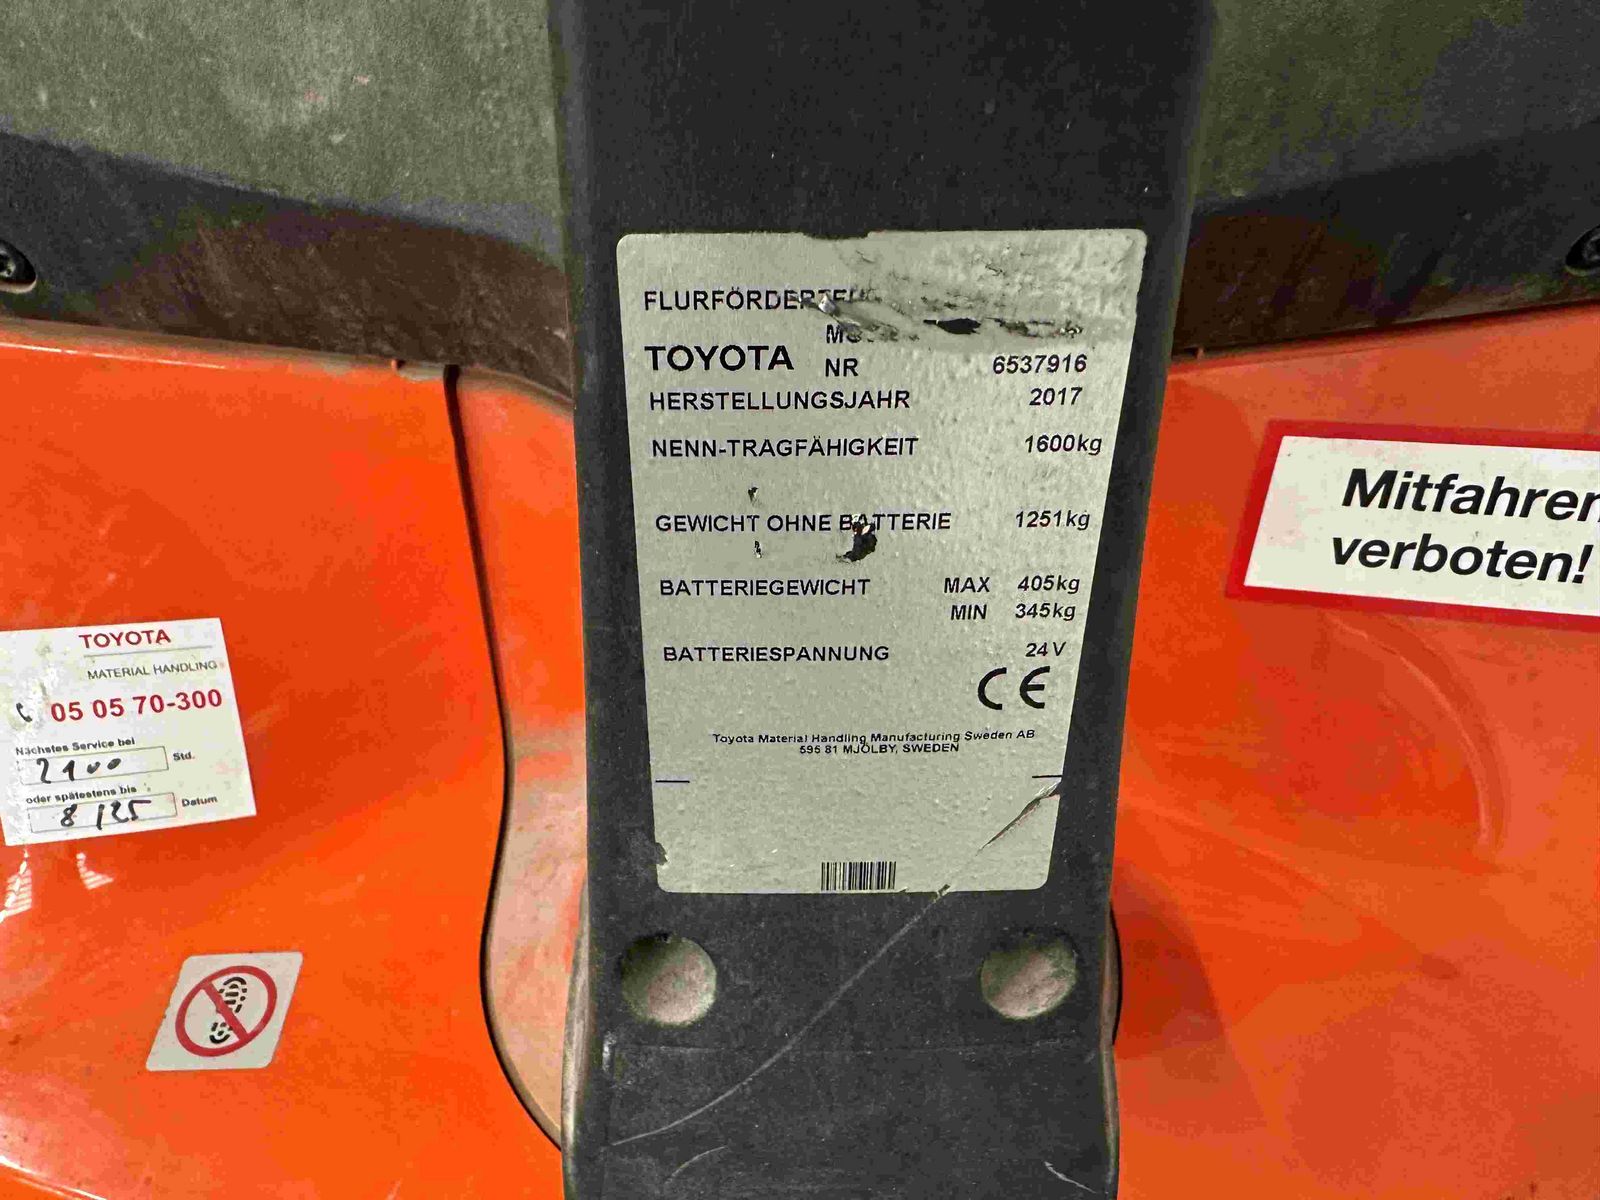 TOYOTA
NR 6537916
HERSTELLUNGSJAHR 2017
NENN-TRAGFÄHIGKEIT 1600kg
GEWICHT OHNE BATTERIE 1251kg
BATTERIEGEWICHT MAX 405kg
MIN 345kg
BATTERIESPANNUNG 24V
CE
Toyota Material Handling Manufacturing Sweden AB
595 81 MJÖLBY, SWEDEN
TOYOTA
MATERIAL HANDLING
05 05 70-300
Nächstes Service bei
2100 Std.
oder spätestens bis
8/25 Datum
Mitfahren
verboten!